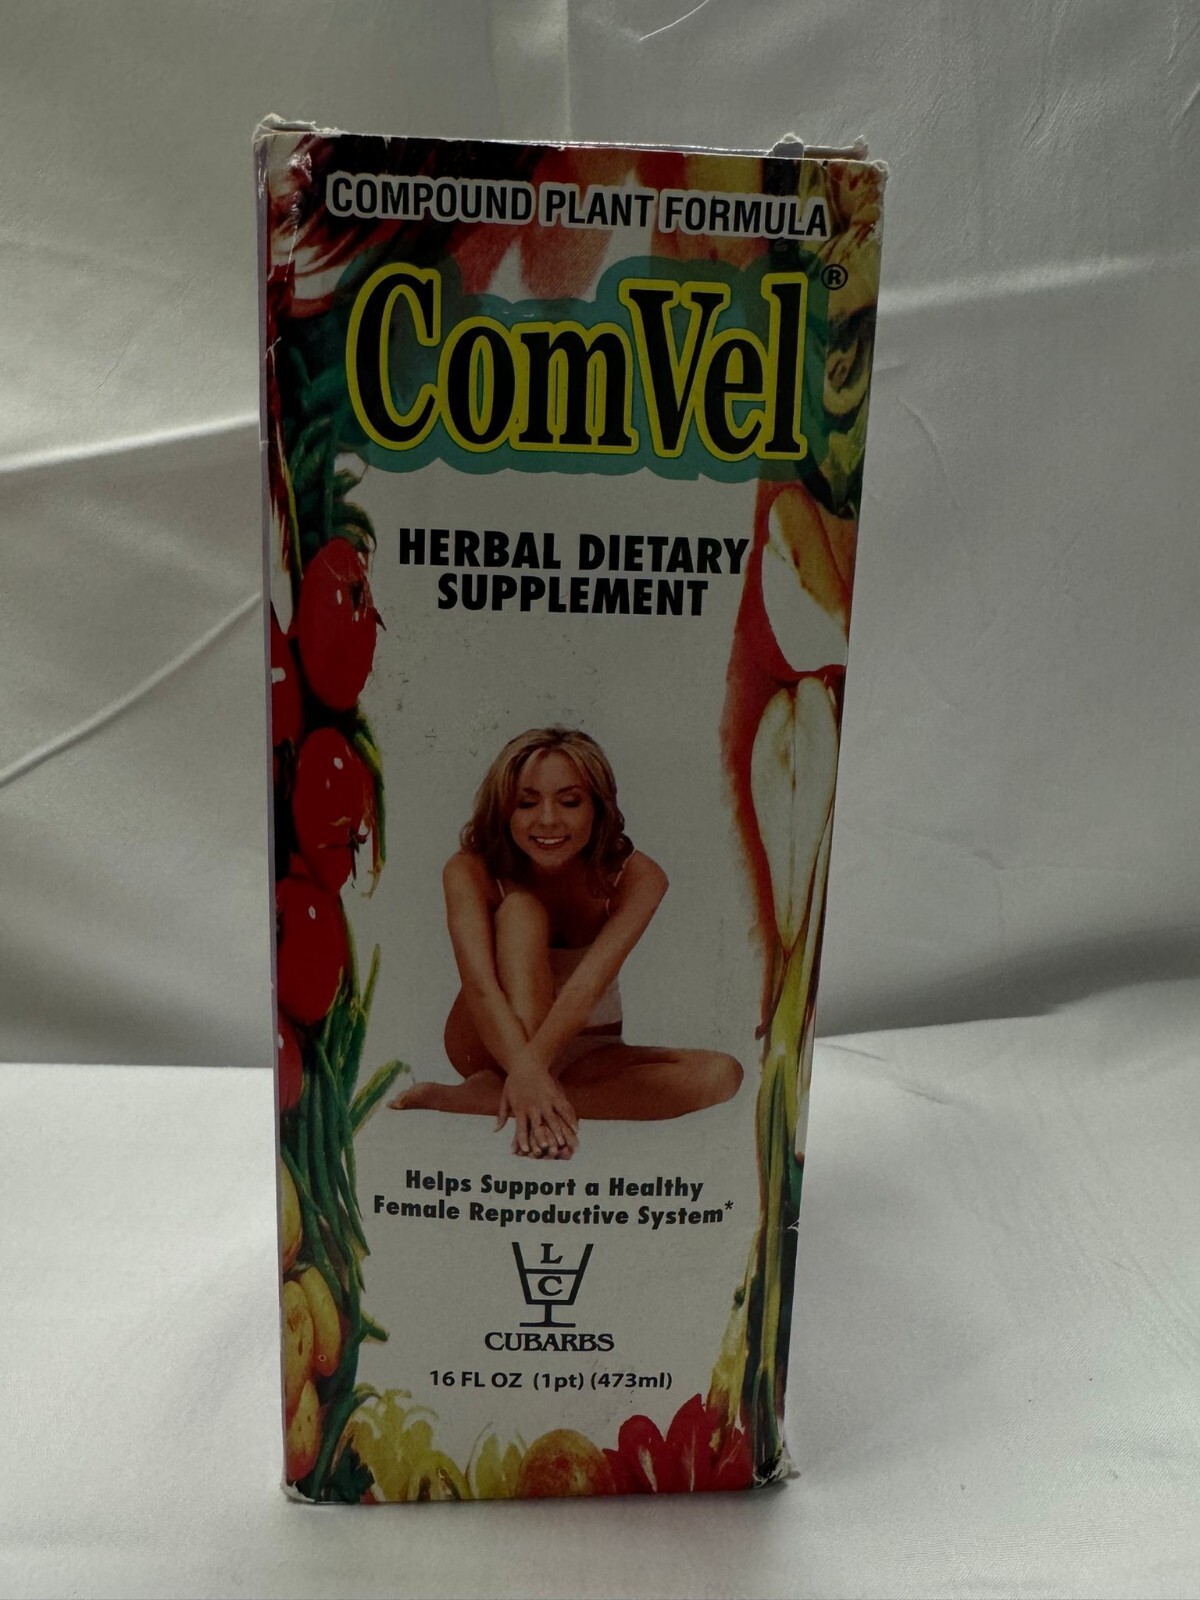 COMPOUND PLANT FORMULA
ComVel®
HERBAL DIETARY
SUPPLEMENT
Helps Support a Healthy
Female Reproductive System*
L
C
CUBARBS
16 FL OZ (1pt) (473ml)